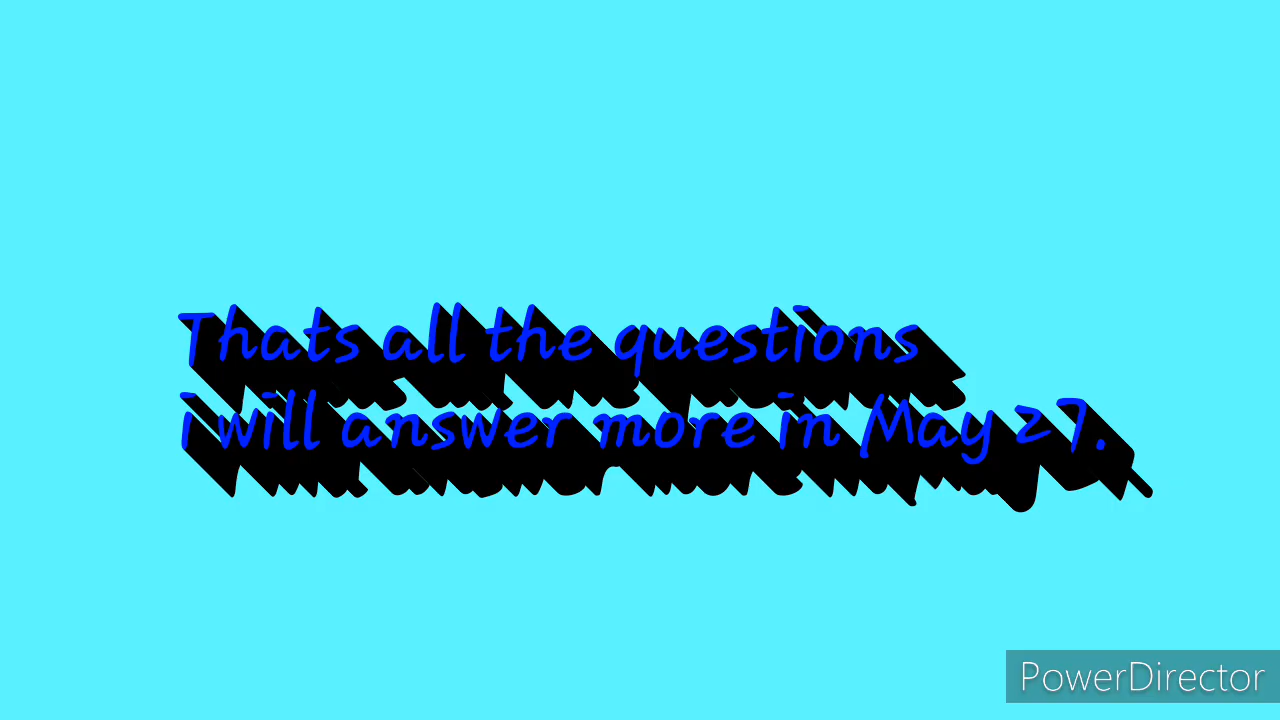 Thats all the questions
i will answer more in May 27.
PowerDirector